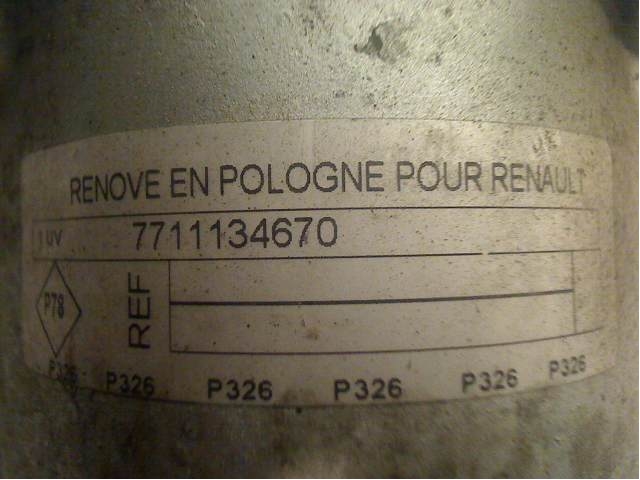 RENOVE EN POLOGNE POUR RENAULT
1 UV 7711134670
P78
REF
P326 P326 P326 P326 P326 P326